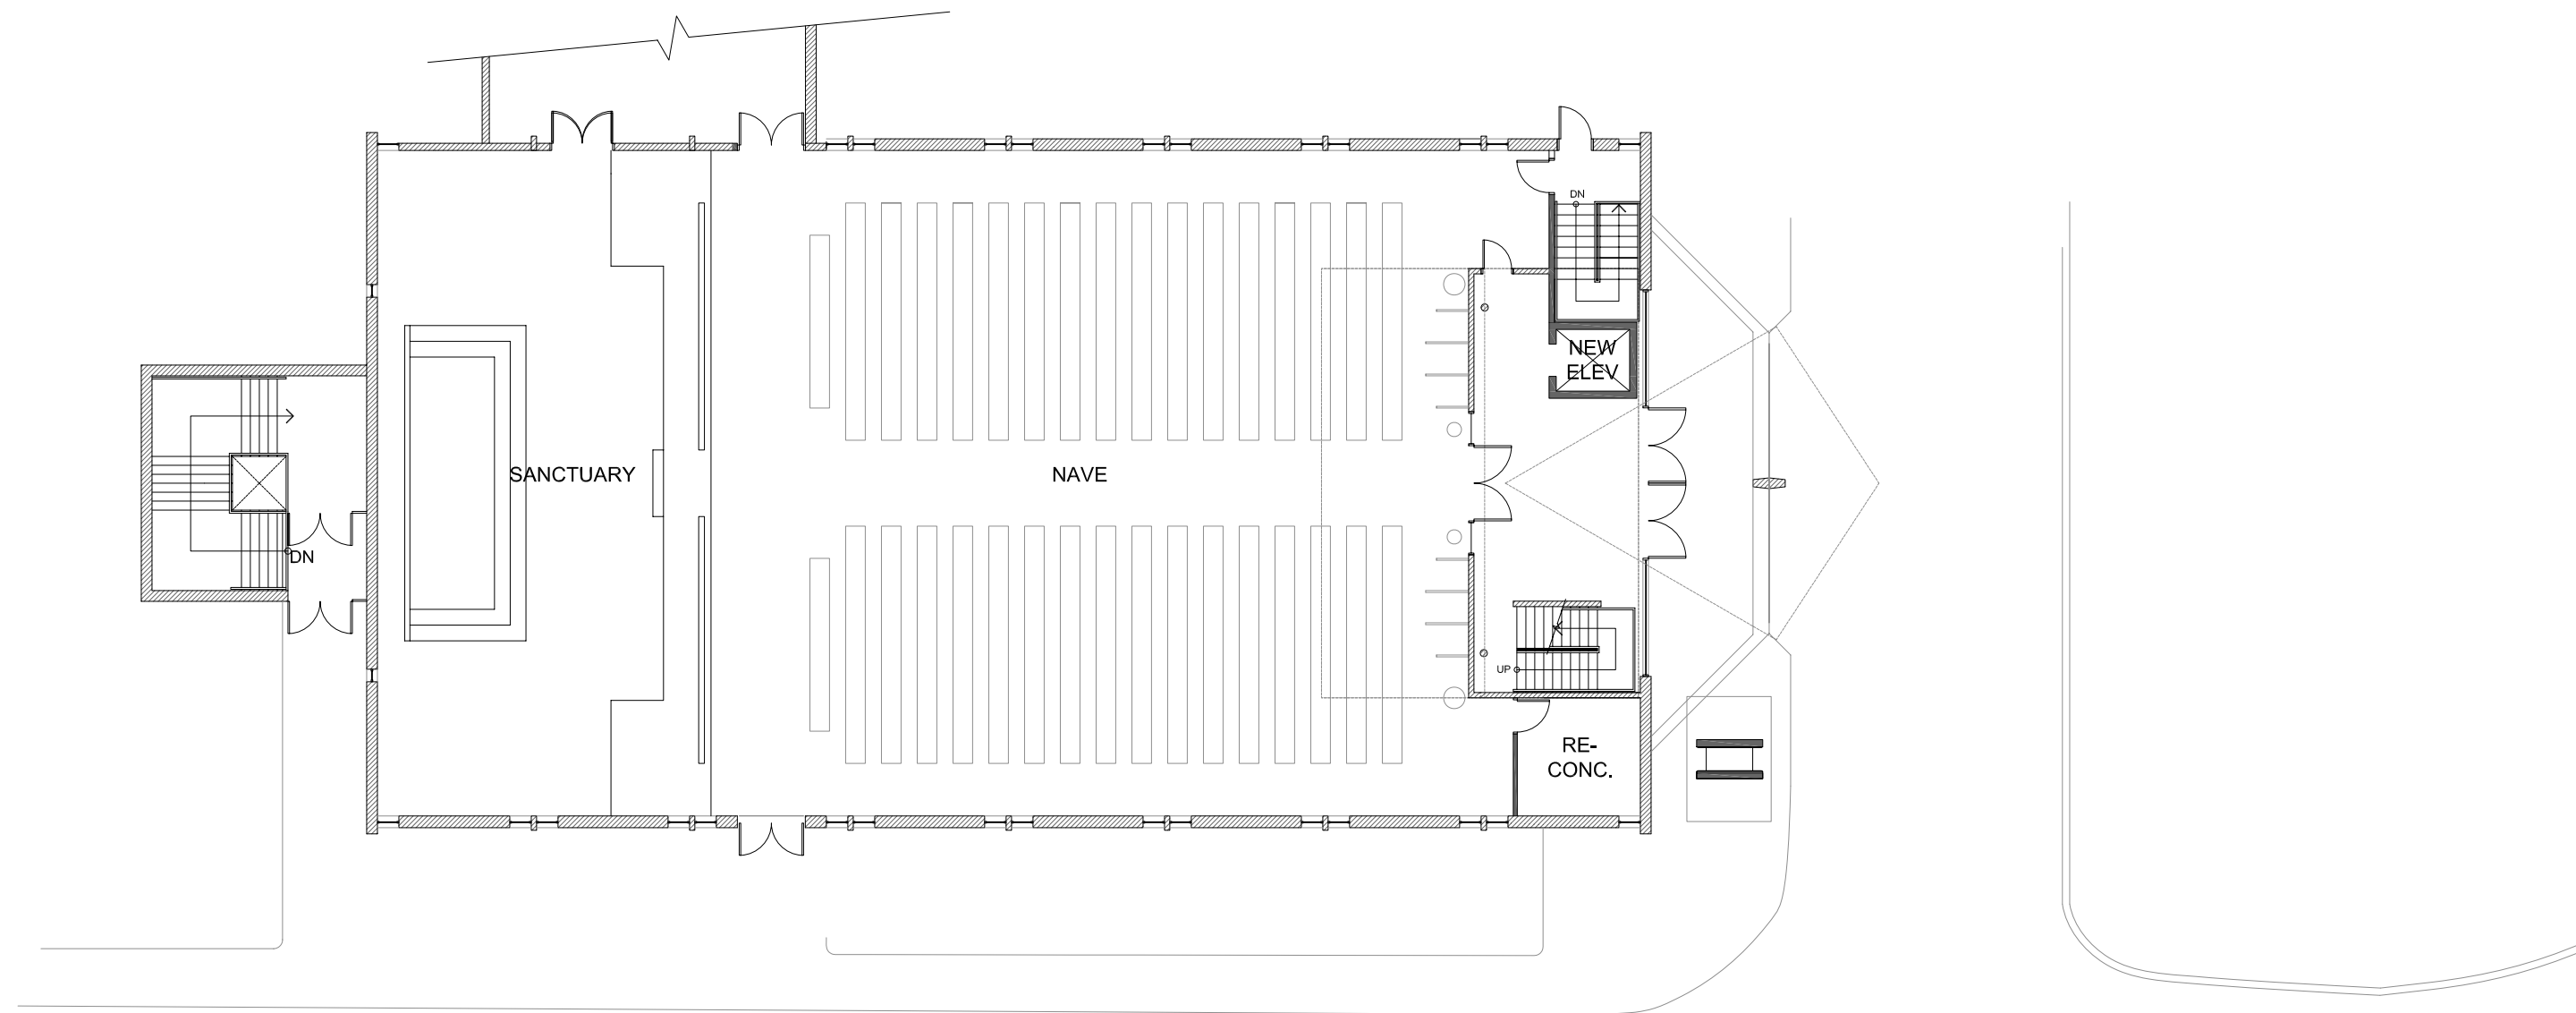 DN
NEW
ELEV
SANCTUARY
NAVE
DN
UP
RE-
CONC.